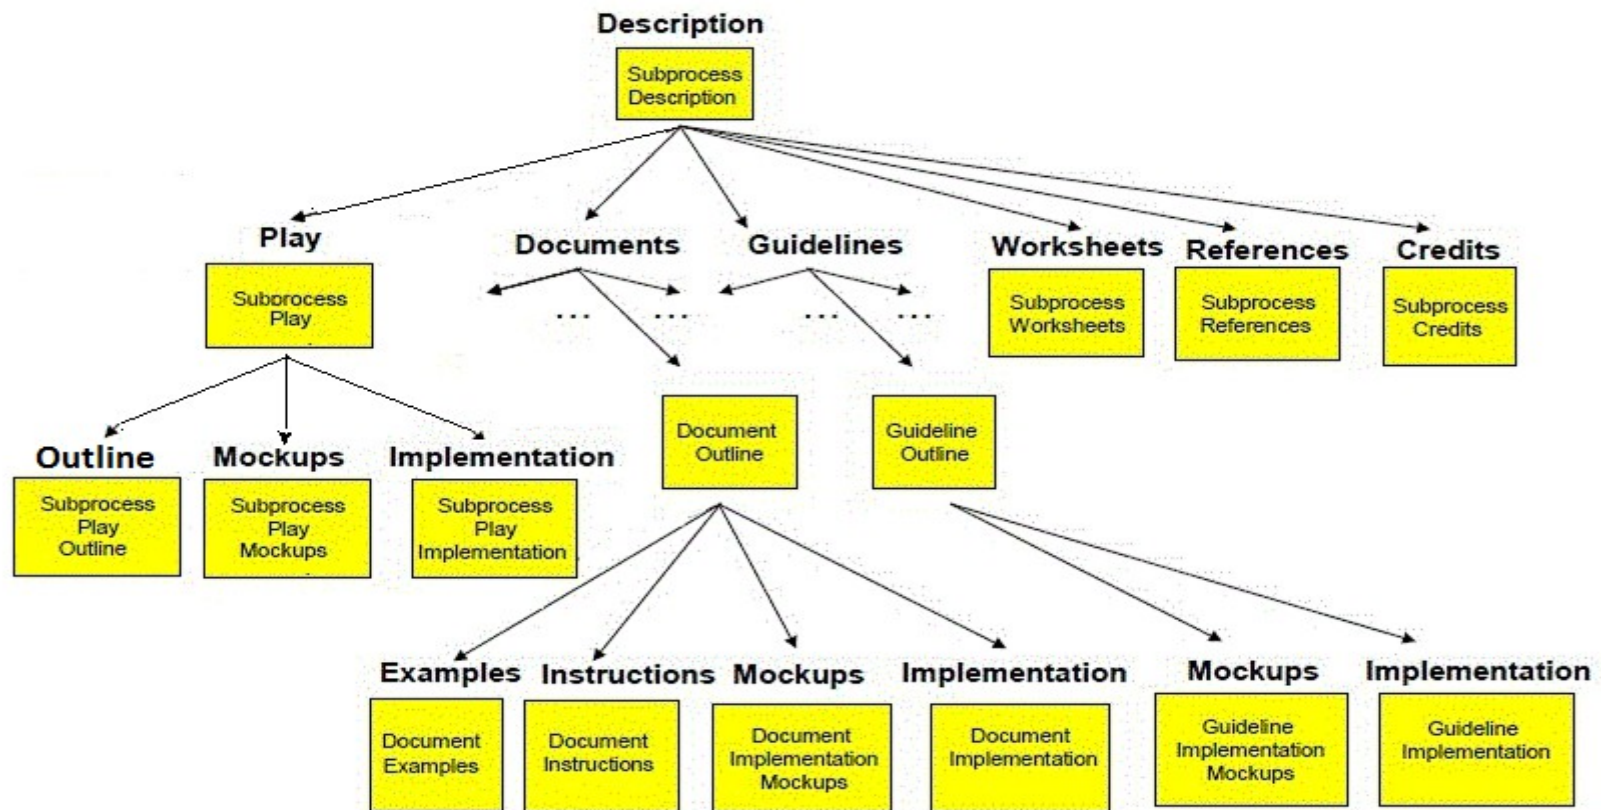 Description
Subprocess
Description
Play
Documents
Guidelines
Worksheets
References
Credits
Subprocess
Play
...
...
...
...
Subprocess
Worksheets
Subprocess
References
Subprocess
Credits
Document
Outline
Guideline
Outline
Outline
Mockups
Implementation
Subprocess
Play
Outline
Subprocess
Play
Mockups
Subprocess
Play
Implementation
Examples
Instructions
Mockups
Implementation
Mockups
Implementation
Document
Examples
Document
Instructions
Document
Implementation
Mockups
Document
Implementation
Guideline
Implementation
Mockups
Guideline
Implementation